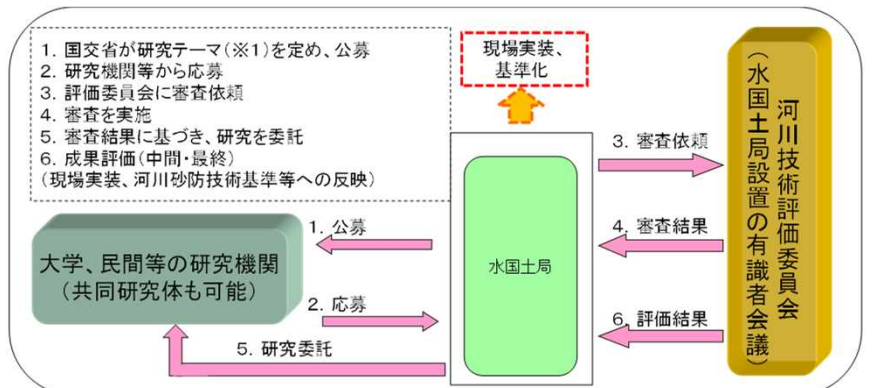 1. 国交省が研究テーマ(※1)を定め、公募
2. 研究機関等から応募
3. 評価委員会に審査依頼
4. 審査を実施
5. 審査結果に基づき、研究を委託
6. 成果評価(中間・最終)
(現場実装、河川砂防技術基準等への反映)
現場実装、
基準化
大学、民間等の研究機関
(共同研究体も可能)
1. 公募
2. 応募
5. 研究委託
水国土局
3. 審査依頼
4. 審査結果
6. 評価結果
河川技術評価委員会
(水国土局設置の有識者会議)